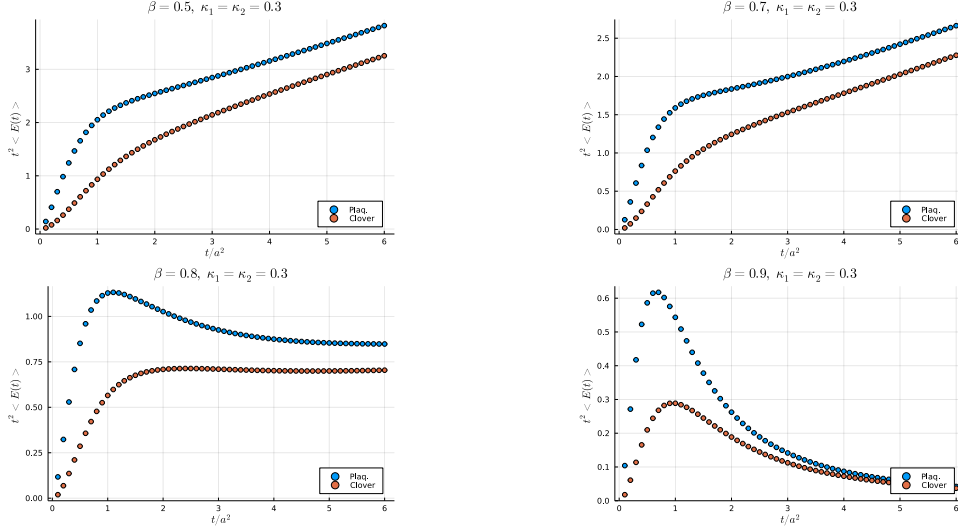 β = 0.5, κ₁ = κ₂ = 0.3
t² < E(t) >
3
2
1
0
0 1 2 3 4 5 6
t/a²
Plaq.
Clover
β = 0.7, κ₁ = κ₂ = 0.3
t² < E(t) >
2.5
2.0
1.5
1.0
0.5
0.0
0 1 2 3 4 5 6
t/a²
Plaq.
Clover
β = 0.8, κ₁ = κ₂ = 0.3
t² < E(t) >
1.00
0.75
0.50
0.25
0.00
0 1 2 3 4 5 6
t/a²
Plaq.
Clover
β = 0.9, κ₁ = κ₂ = 0.3
t² < E(t) >
0.6
0.5
0.4
0.3
0.2
0.1
0.0
0 1 2 3 4 5 6
t/a²
Plaq.
Clover